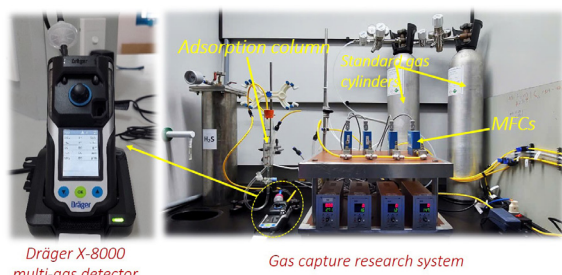 Dräger
Dräger
Dräger X-8000
multi-gas detector
Adsorption column
Standard gas
cylinders
MFCs
H₂S
Gas capture research system